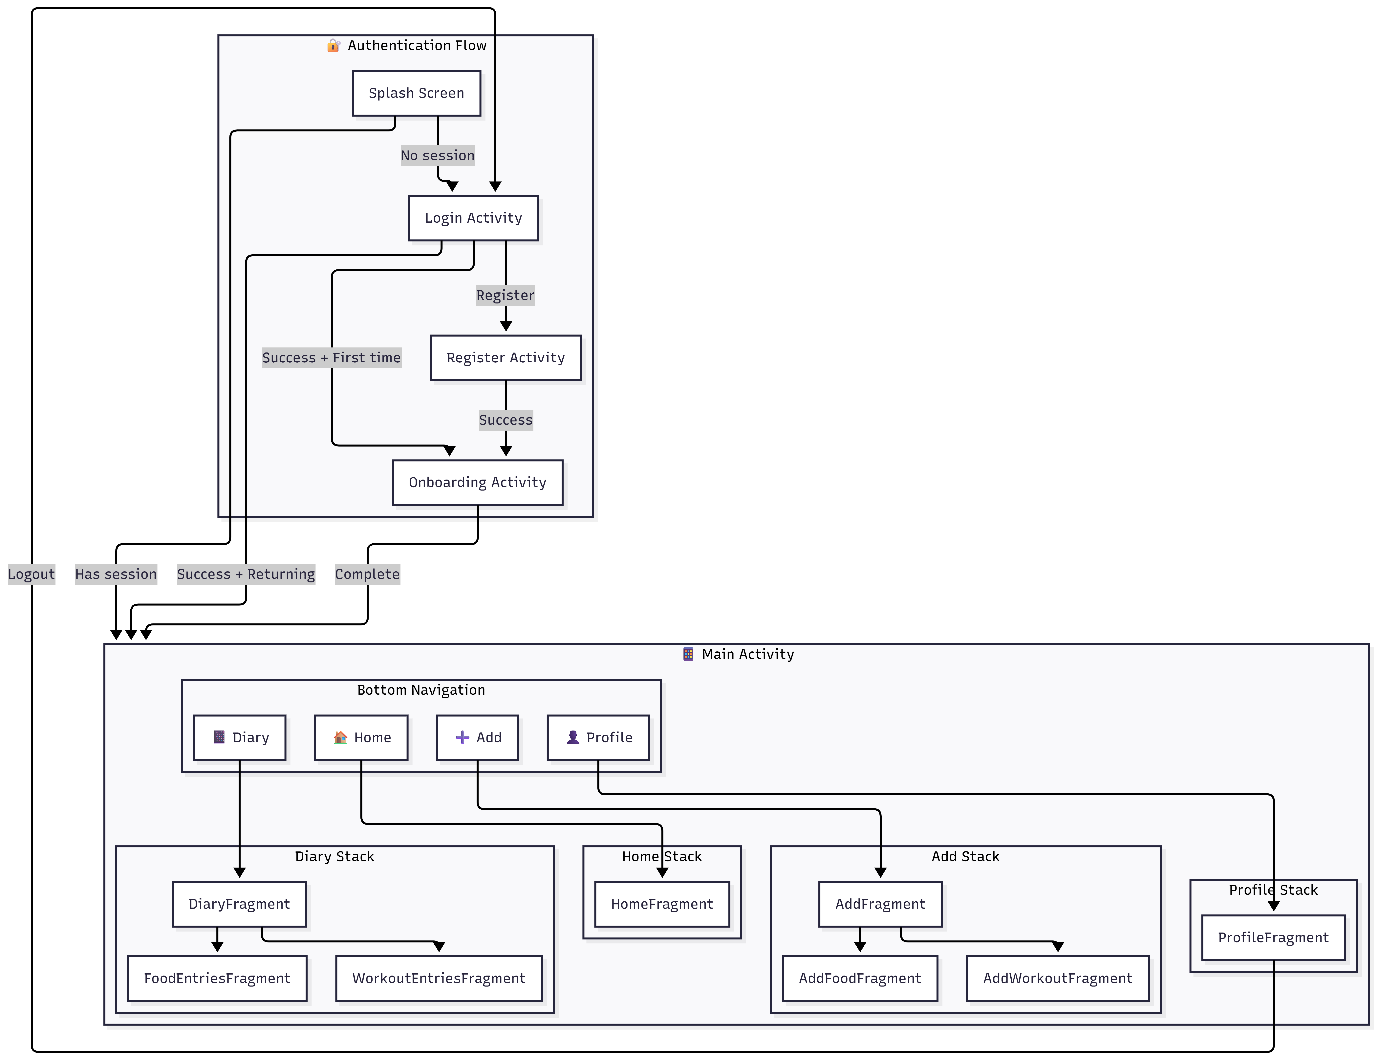 🔐 Authentication Flow
Splash Screen
No session
Login Activity
Register
Success + First time
Register Activity
Success
Onboarding Activity
Logout
Has session
Success + Returning
Complete
📱 Main Activity
Bottom Navigation
Diary
🏠 Home
➕ Add
👤 Profile
Diary Stack
Home Stack
Add Stack
Profile Stack
DiaryFragment
HomeFragment
AddFragment
ProfileFragment
FoodEntriesFragment
WorkoutEntriesFragment
AddFoodFragment
AddWorkoutFragment